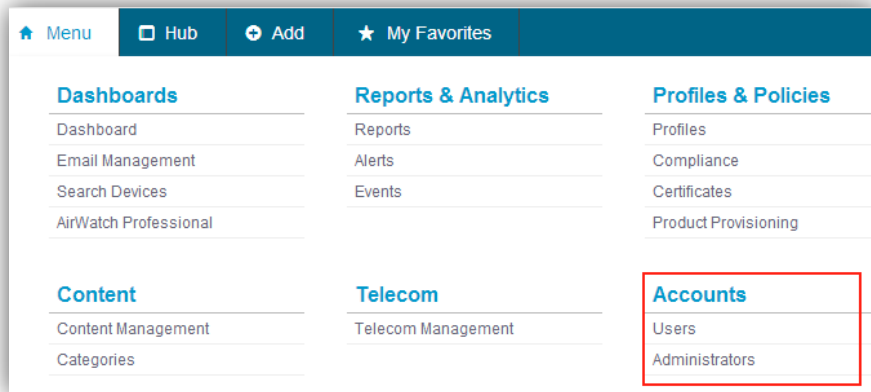 Menu Hub Add My Favorites
Dashboards
Dashboard
Email Management
Search Devices
AirWatch Professional
Reports & Analytics
Reports
Alerts
Events
Profiles & Policies
Profiles
Compliance
Certificates
Product Provisioning
Content
Content Management
Categories
Telecom
Telecom Management
Accounts
Users
Administrators